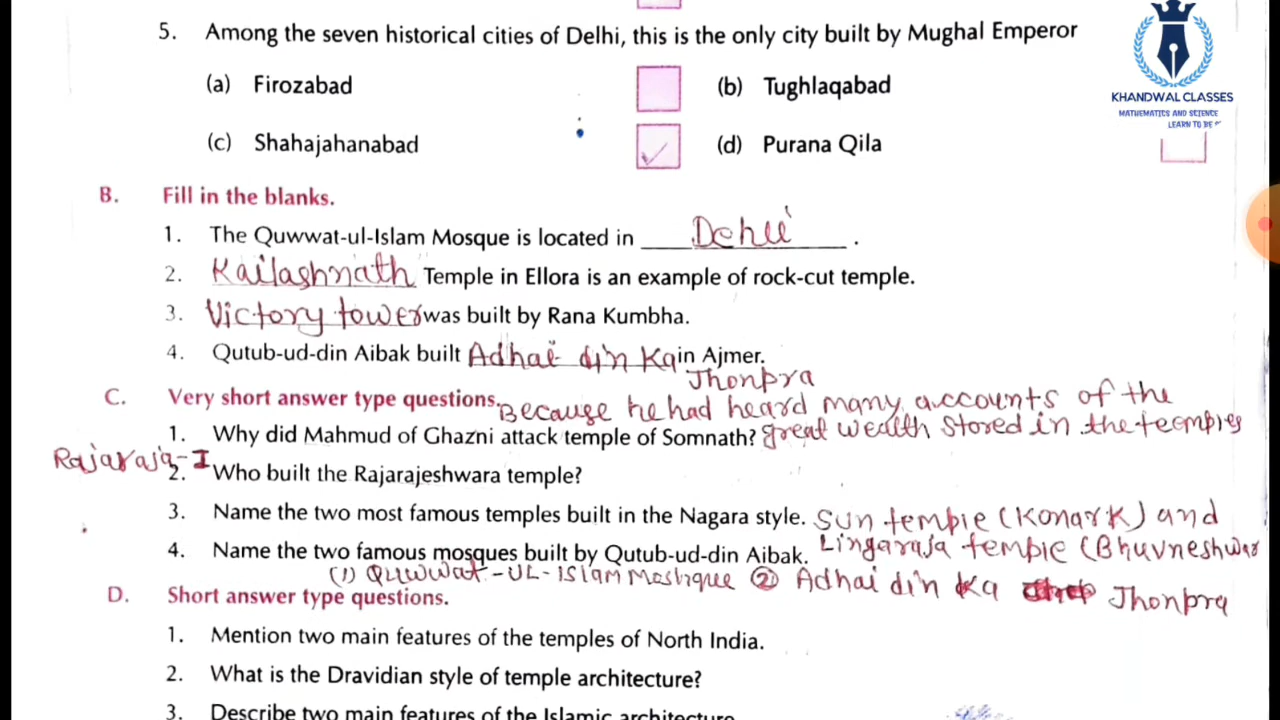 5. Among the seven historical cities of Delhi, this is the only city built by Mughal Emperor
(a) Firozabad (b) Tughlaqabad
(c) Shahajahanabad ✓ (d) Purana Qila
KHANDWAL CLASSES
MATHEMATICS AND SCIENCE
LEARN TO BE
B. Fill in the blanks.
1. The Quwwat-ul-Islam Mosque is located in Dehli.
2. Kailashnath Temple in Ellora is an example of rock-cut temple.
3. Victory tower was built by Rana Kumbha.
4. Qutub-ud-din Aibak built Adhai din Ka in Ajmer.
Jhonpra
C. Very short answer type questions. Because he had heard many accounts of the
1. Why did Mahmud of Ghazni attack temple of Somnath? great wealth stored in the teomples
Rajaraja-I
2. Who built the Rajarajeshwara temple?
3. Name the two most famous temples built in the Nagara style. Sun temple (Konark) and
4. Name the two famous mosques built by Qutub-ud-din Aibak. Lingaraja temple (Bhuvneshwar
(1) Quwwat-UL-Islam Mosque (2) Adhai din Ka Jhonpra
D. Short answer type questions.
1. Mention two main features of the temples of North India.
2. What is the Dravidian style of temple architecture?
3. Describe two main features of the Islamic architecture